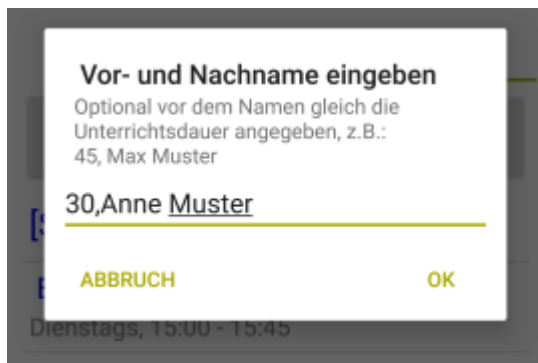 Vor- und Nachname eingeben
Optional vor dem Namen gleich die
Unterrichtsdauer angegeben, z.B.:
45, Max Muster
30,Anne Muster
ABBRUCH
OK
Dienstags, 15:00 - 15:45